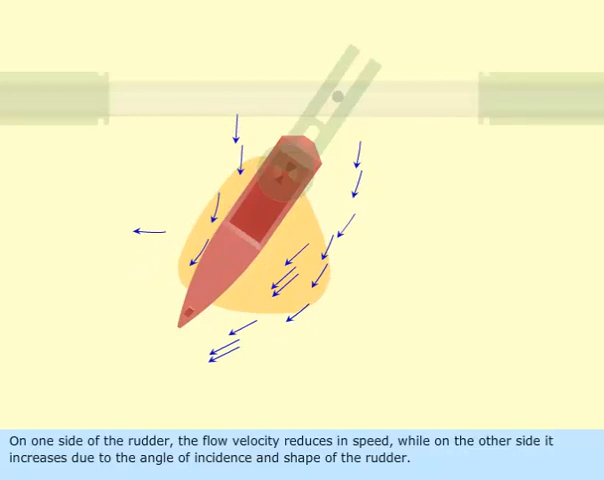 On one side of the rudder, the flow velocity reduces in speed, while on the other side it
increases due to the angle of incidence and shape of the rudder.